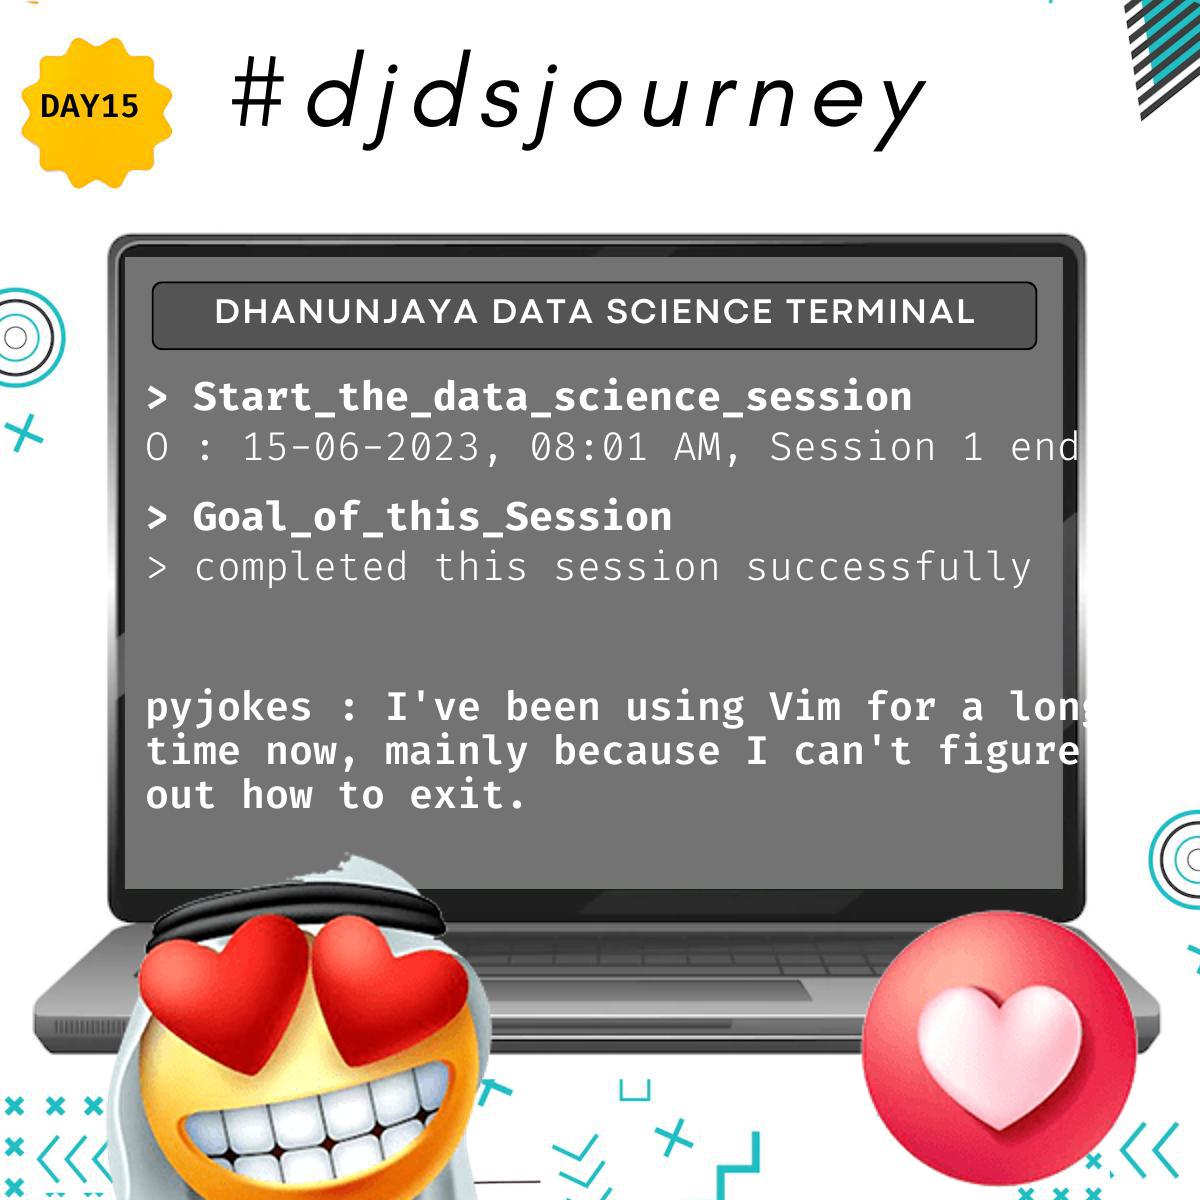 DAY15
#djdsjourney
DHANUNJAYA DATA SCIENCE TERMINAL
> Start_the_data_science_session
O : 15-06-2023, 08:01 AM, Session 1 end
> Goal_of_this_Session
> completed this session successfully
pyjokes : I've been using Vim for a long
time now, mainly because I can't figure
out how to exit.